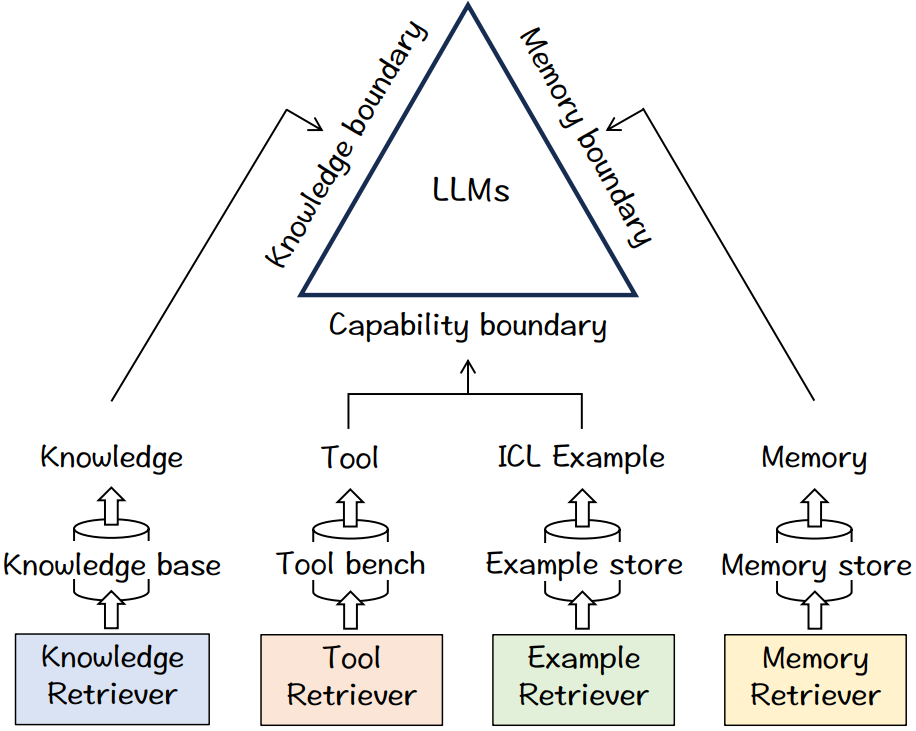 Knowledge boundary
Memory boundary
LLMs
Capability boundary
Knowledge
Tool
ICL Example
Memory
Knowledge base
Tool bench
Example store
Memory store
Knowledge
Retriever
Tool
Retriever
Example
Retriever
Memory
Retriever